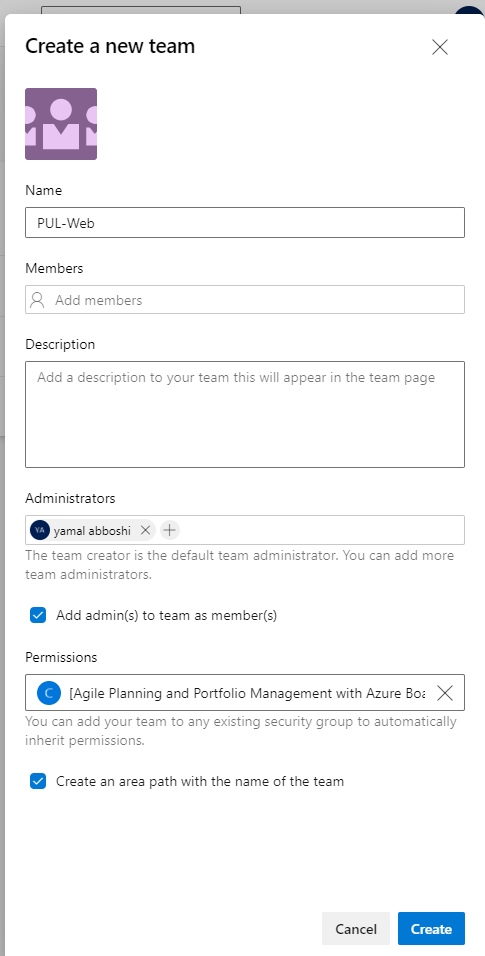 Create a new team
Name
PUL-Web
Members
Add members
Description
Add a description to your team this will appear in the team page
Administrators
YA yamal abboshi
The team creator is the default team administrator. You can add more
team administrators.
Add admin(s) to team as member(s)
Permissions
C [Agile Planning and Portfolio Management with Azure Boa
You can add your team to any existing security group to automatically
inherit permissions.
Create an area path with the name of the team
Cancel Create